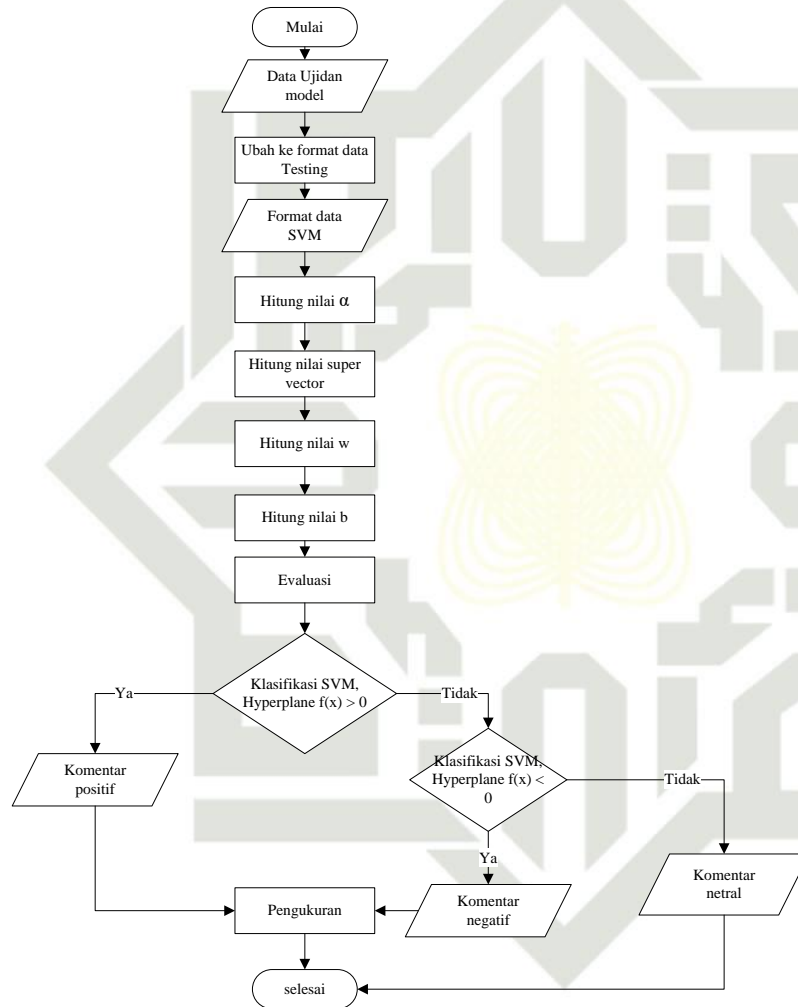 Mulai
Data Ujidan
model
Ubah ke format data
Testing
Format data
SVM
Hitung nilai α
Hitung nilai super
vector
Hitung nilai w
Hitung nilai b
Evaluasi
Klasifikasi SVM,
Hyperplane f(x) > 0
Ya
Tidak
Komentar
positif
Klasifikasi SVM,
Hyperplane f(x) <
0
Tidak
Ya
Komentar
netral
Komentar
negatif
Pengukuran
selesai